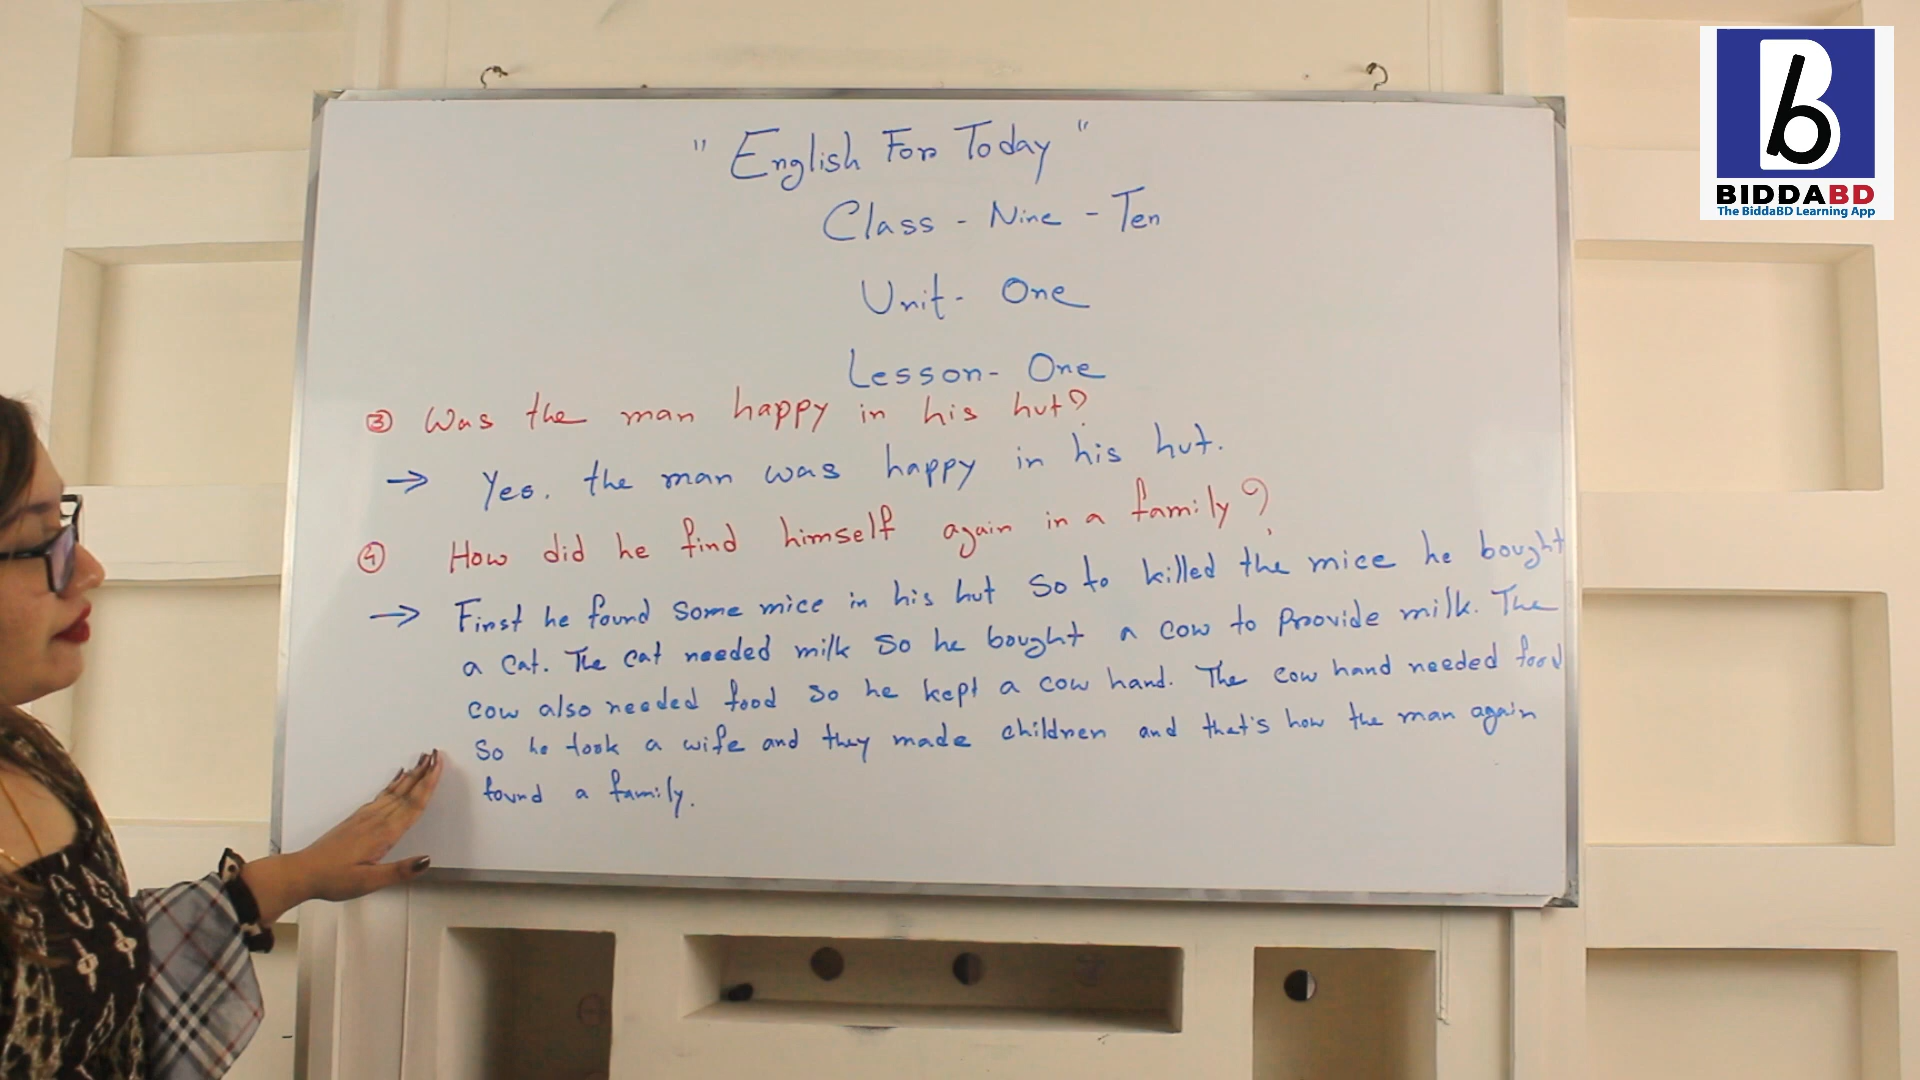 "English For Today"
Class - Nine - Ten
Unit - One
Lesson - One
③ Was the man happy in his hut?
→ Yes. the man was happy in his hut.
④ How did he find himself again in a family?
→ First he found some mice in his hut so to killed the mice he bought
a cat. The cat needed milk so he bought a cow to provide milk. The
cow also needed food so he kept a cow hand. The cow hand needed food
so he took a wife and they made children and that's how the man again
found a family.
B
BIDDABD
The BiddaBD Learning App